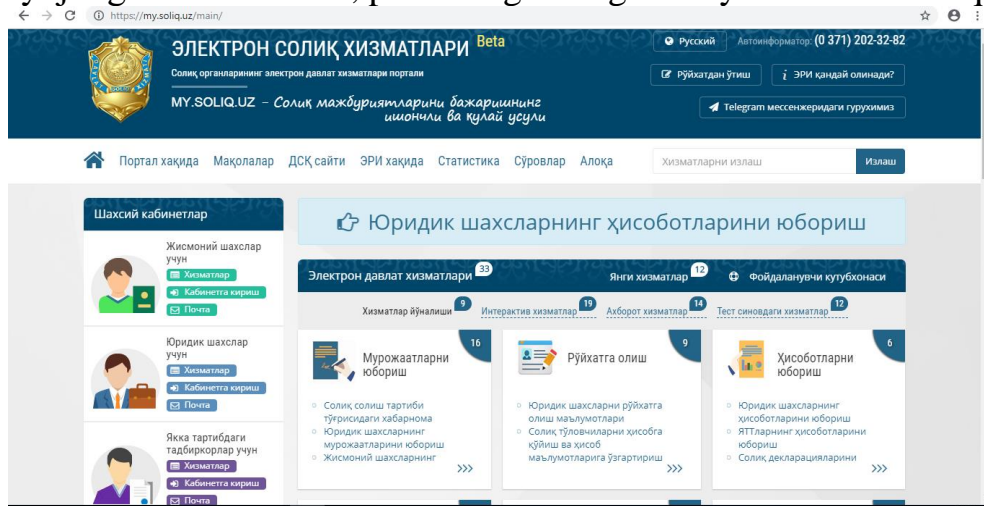 https://my.soliq.uz/main/
ЭЛЕКТРОН СОЛИҚ ХИЗМАТЛАРИ Beta
Солиқ органларининг электрон давлат хизматлари портали
MY.SOLIQ.UZ – Солиқ мажбуриятларини бажаришнинг
ишончли ва қулай усули
Русский Автоинформатор: (0 371) 202-32-82
Рўйхатдан ўтиш ЭРИ қандай олинади?
Telegram мессенжеридаги гуруҳимиз
Портал хақида Мақолалар ДСҚ сайти ЭРИ хақида Статистика Сўровлар Алоқа
Хизматларни излаш Излаш
Шахсий кабинетлар
Жисмоний шахслар
учун
Хизматлар
Кабинетга кириш
Почта
Юридик шахслар
учун
Хизматлар
Кабинетга кириш
Почта
Якка тартибдаги
тадбиркорлар учун
Хизматлар
Кабинетга кириш
Почта
Юридик шахсларнинг ҳисоботларини юбориш
Электрон давлат хизматлари 33 Янги хизматлар 12 Фойдаланувчи кутубхонаси
Хизматлар йўналиши 9 Интерактив хизматлар 19 Ахборот хизматлар 14 Тест синовдаги хизматлар 12
16
Мурожаатларни
юбориш
Солиқ солиш тартиби
тўғрисидаги хабарнома
Юридик шахсларнинг
мурожаатларини юбориш
Жисмоний шахсларнинг
>>>
9
Рўйхатга олиш
Юридик шахсларни рўйхатга
олиш маълумотлари
Солиқ тўловчиларни ҳисобга
қўйиш ва ҳисоб
маълумотларига ўзгартириш
>>>
6
Ҳисоботларни
юбориш
Юридик шахсларнинг
ҳисоботларини юбориш
ЯТТларнинг ҳисоботларини
юбориш
Солиқ декларацияларини
>>>